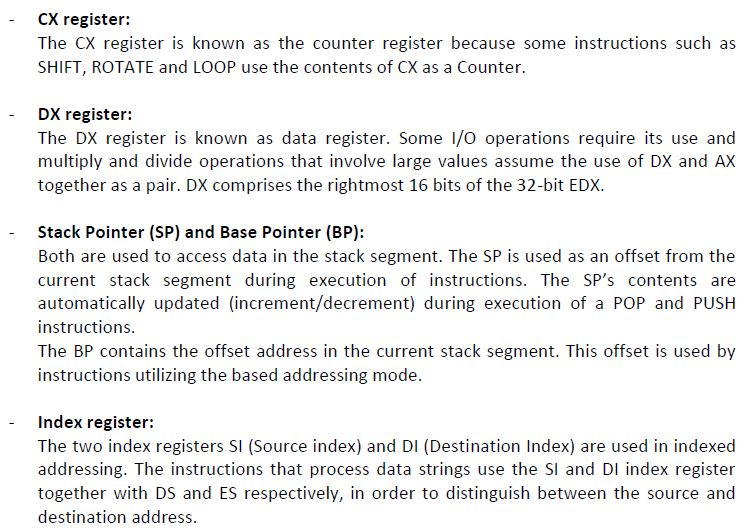 - CX register:
The CX register is known as the counter register because some instructions such as
SHIFT, ROTATE and LOOP use the contents of CX as a Counter.
- DX register:
The DX register is known as data register. Some I/O operations require its use and
multiply and divide operations that involve large values assume the use of DX and AX
together as a pair. DX comprises the rightmost 16 bits of the 32-bit EDX.
- Stack Pointer (SP) and Base Pointer (BP):
Both are used to access data in the stack segment. The SP is used as an offset from the
current stack segment during execution of instructions. The SP’s contents are
automatically updated (increment/decrement) during execution of a POP and PUSH
instructions.
The BP contains the offset address in the current stack segment. This offset is used by
instructions utilizing the based addressing mode.
- Index register:
The two index registers SI (Source index) and DI (Destination Index) are used in indexed
addressing. The instructions that process data strings use the SI and DI index register
together with DS and ES respectively, in order to distinguish between the source and
destination address.